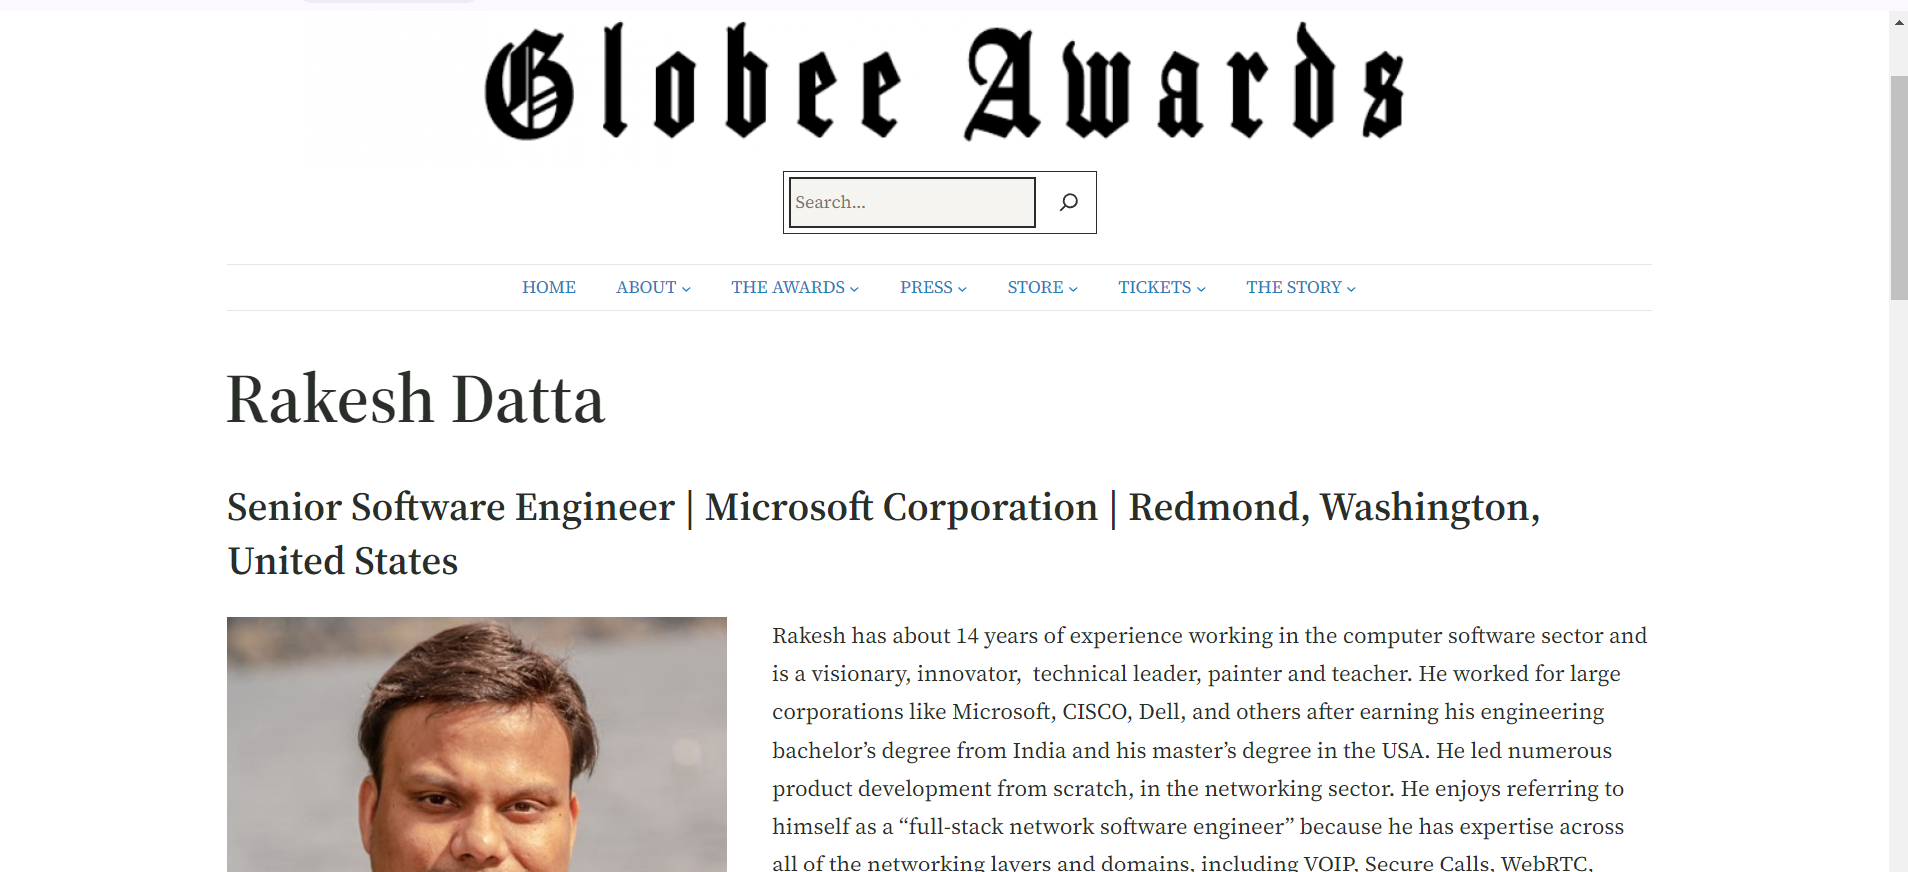 Globee Awards
Search...
HOME ABOUT THE AWARDS PRESS STORE TICKETS THE STORY
Rakesh Datta
Senior Software Engineer | Microsoft Corporation | Redmond, Washington,
United States
Rakesh has about 14 years of experience working in the computer software sector and
is a visionary, innovator,  technical leader, painter and teacher. He worked for large
corporations like Microsoft, CISCO, Dell, and others after earning his engineering
bachelor’s degree from India and his master’s degree in the USA. He led numerous
product development from scratch, in the networking sector. He enjoys referring to
himself as a “full-stack network software engineer” because he has expertise across
all of the networking layers and domains, including VOIP, Secure Calls, WebRTC,